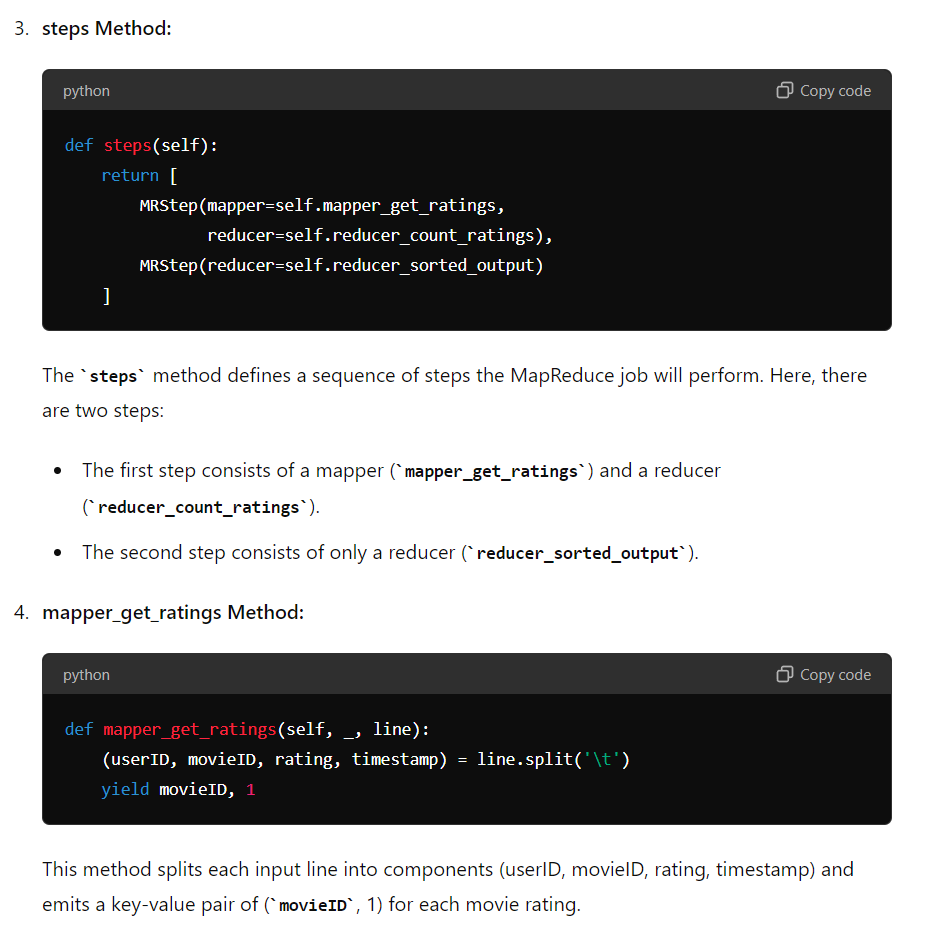 3. steps Method:
python Copy code
def steps(self):
    return [
        MRStep(mapper=self.mapper_get_ratings,
               reducer=self.reducer_count_ratings),
        MRStep(reducer=self.reducer_sorted_output)
    ]
The `steps` method defines a sequence of steps the MapReduce job will perform. Here, there
are two steps:
• The first step consists of a mapper (`mapper_get_ratings`) and a reducer
(`reducer_count_ratings`).
• The second step consists of only a reducer (`reducer_sorted_output`).
4. mapper_get_ratings Method:
python Copy code
def mapper_get_ratings(self, _, line):
    (userID, movieID, rating, timestamp) = line.split('\t')
    yield movieID, 1
This method splits each input line into components (userID, movieID, rating, timestamp) and
emits a key-value pair of (`movieID`, 1) for each movie rating.